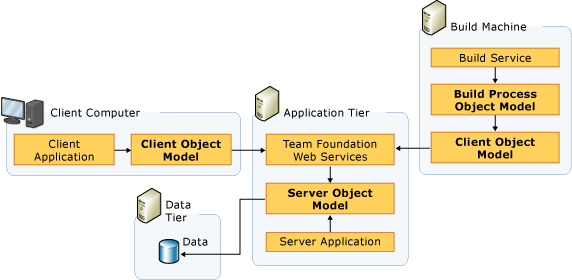 Build Machine
Build Service
Build Process
Object Model
Client Object
Model
Client Computer
Client
Application
Client Object
Model
Application Tier
Team Foundation
Web Services
Server Object
Model
Server Application
Data
Tier
Data